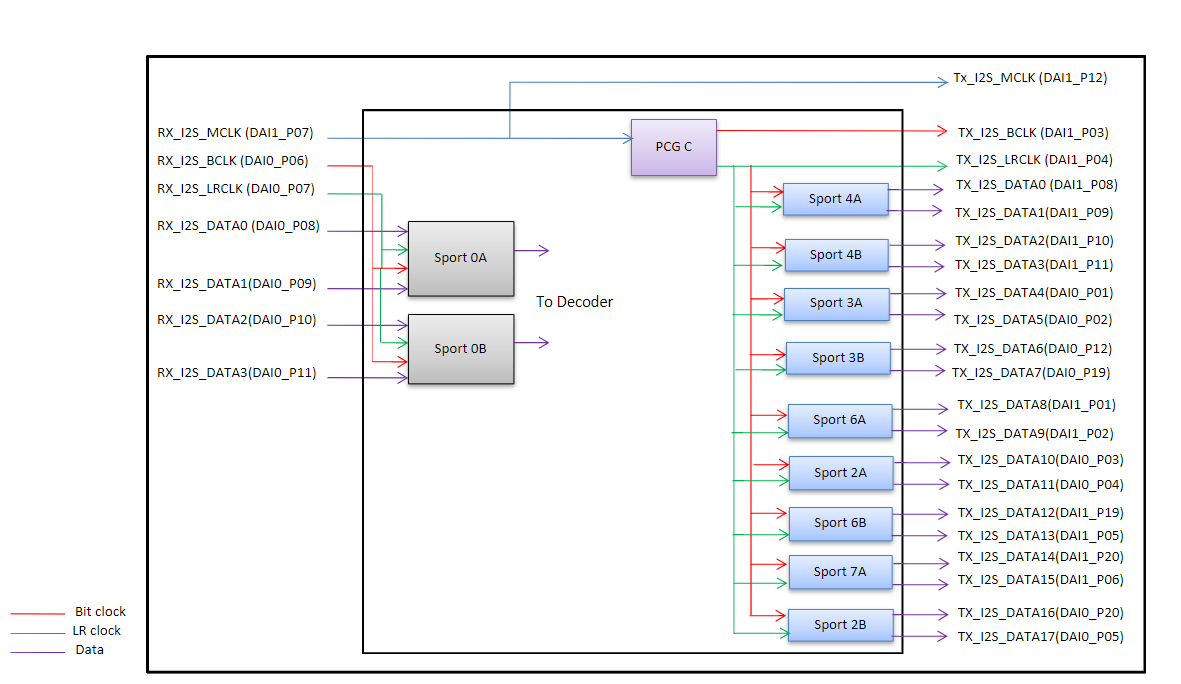 Tx_I2S_MCLK (DAI1_P12)
RX_I2S_MCLK (DAI1_P07)
RX_I2S_BCLK (DAI0_P06)
RX_I2S_LRCLK (DAI0_P07)
RX_I2S_DATA0 (DAI0_P08)
RX_I2S_DATA1(DAI0_P09)
RX_I2S_DATA2(DAI0_P10)
RX_I2S_DATA3(DAI0_P11)
Sport 0A
Sport 0B
To Decoder
PCG C
Sport 4A
Sport 4B
Sport 3A
Sport 3B
Sport 6A
Sport 2A
Sport 6B
Sport 7A
Sport 2B
TX_I2S_BCLK (DAI1_P03)
TX_I2S_LRCLK (DAI1_P04)
TX_I2S_DATA0 (DAI1_P08)
TX_I2S_DATA1(DAI1_P09)
TX_I2S_DATA2(DAI1_P10)
TX_I2S_DATA3(DAI1_P11)
TX_I2S_DATA4(DAI0_P01)
TX_I2S_DATA5(DAI0_P02)
TX_I2S_DATA6(DAI0_P12)
TX_I2S_DATA7(DAI0_P19)
TX_I2S_DATA8(DAI1_P01)
TX_I2S_DATA9(DAI1_P02)
TX_I2S_DATA10(DAI0_P03)
TX_I2S_DATA11(DAI0_P04)
TX_I2S_DATA12(DAI1_P19)
TX_I2S_DATA13(DAI1_P05)
TX_I2S_DATA14(DAI1_P20)
TX_I2S_DATA15(DAI1_P06)
TX_I2S_DATA16(DAI0_P20)
TX_I2S_DATA17(DAI0_P05)
Bit clock
LR clock
Data